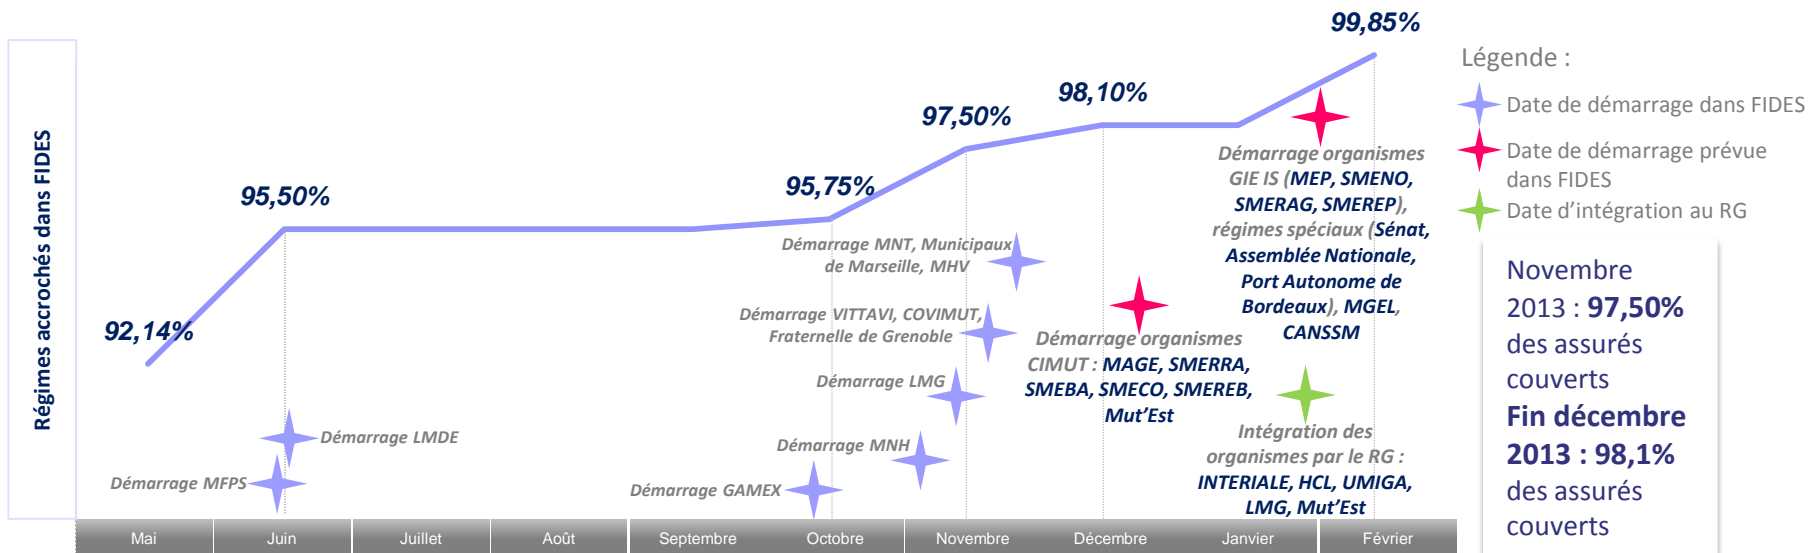 Régimes accrochés dans FIDES
92,14%
95,50%
95,75%
97,50%
98,10%
99,85%
Démarrage MFPS
Démarrage LMDE
Démarrage GAMEX
Démarrage MNH
Démarrage LMG
Démarrage VITTAVI, COVIMUT,
Fraternelle de Grenoble
Démarrage MNT, Municipaux
de Marseille, MHV
Démarrage organismes
CIMUT : MAGE, SMERRA,
SMEBA, SMECO, SMEREB,
Mut’Est
Démarrage organismes
GIE IS (MEP, SMENO,
SMERAG, SMEREP),
régimes spéciaux (Sénat,
Assemblée Nationale,
Port Autonome de
Bordeaux), MGEL,
CANSSM
Intégration des
organismes par le RG :
INTERIALE, HCL, UMIGA,
LMG, Mut’Est
Mai
Juin
Juillet
Août
Septembre
Octobre
Novembre
Décembre
Janvier
Février
Légende :
Date de démarrage dans FIDES
Date de démarrage prévue
dans FIDES
Date d’intégration au RG
Novembre
2013 : 97,50%
des assurés
couverts
Fin décembre
2013 : 98,1%
des assurés
couverts